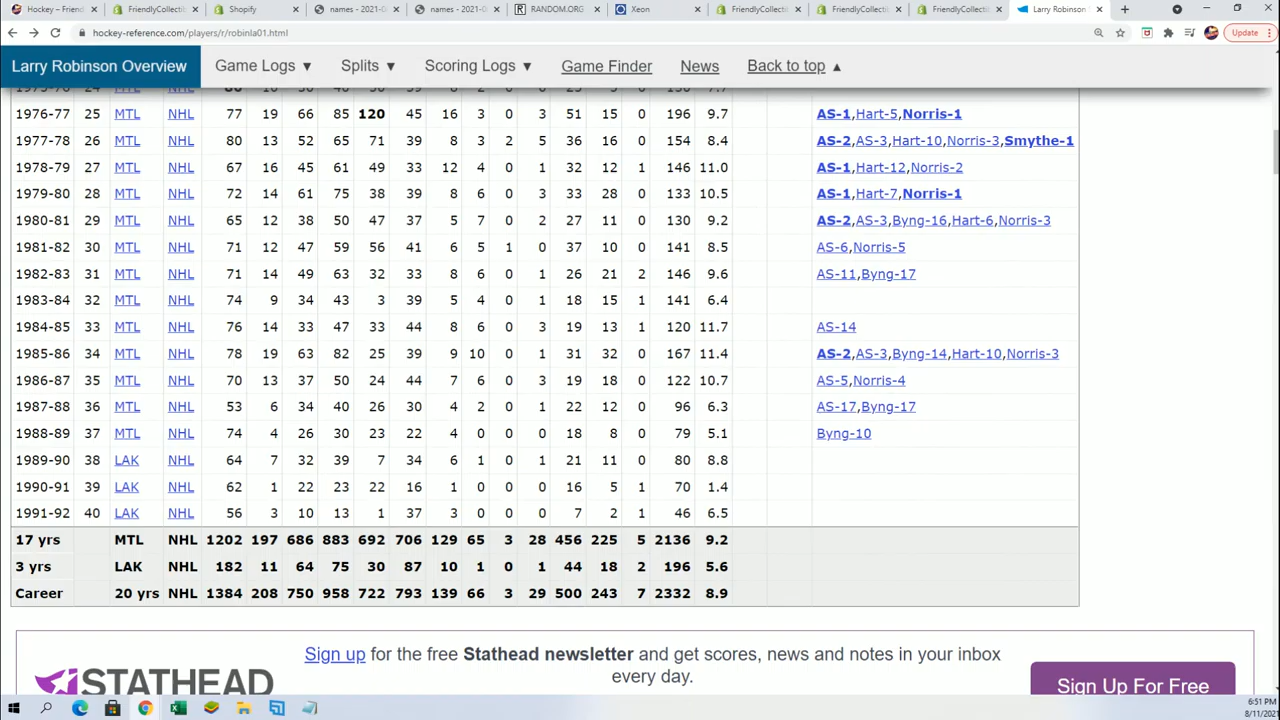 Hockey – Friend
FriendlyCollectib
Shopify
names - 2021-0
names - 2021-0
RANDOM.ORG
Xeon
FriendlyCollectib
FriendlyCollectib
FriendlyCollectib
Larry Robinson
hockey-reference.com/players/r/robinla01.html
Update
Larry Robinson Overview
Game Logs ▼
Splits ▼
Scoring Logs ▼
Game Finder
News
Back to top ▲
1976-77 25 MTL NHL 77 19 66 85 120 45 16 3 0 3 51 15 0 196 9.7 AS-1,Hart-5,Norris-1
1977-78 26 MTL NHL 80 13 52 65 71 39 8 3 2 5 36 16 0 154 8.4 AS-2,AS-3,Hart-10,Norris-3,Smythe-1
1978-79 27 MTL NHL 67 16 45 61 49 33 12 4 0 1 32 12 1 146 11.0 AS-1,Hart-12,Norris-2
1979-80 28 MTL NHL 72 14 61 75 38 39 8 6 0 3 33 28 0 133 10.5 AS-1,Hart-7,Norris-1
1980-81 29 MTL NHL 65 12 38 50 47 37 5 7 0 2 27 11 0 130 9.2 AS-2,AS-3,Byng-16,Hart-6,Norris-3
1981-82 30 MTL NHL 71 12 47 59 56 41 6 5 1 0 37 10 0 141 8.5 AS-6,Norris-5
1982-83 31 MTL NHL 71 14 49 63 32 33 8 6 0 1 26 21 2 146 9.6 AS-11,Byng-17
1983-84 32 MTL NHL 74 9 34 43 3 39 5 4 0 1 18 15 1 141 6.4
1984-85 33 MTL NHL 76 14 33 47 33 44 8 6 0 3 19 13 1 120 11.7 AS-14
1985-86 34 MTL NHL 78 19 63 82 25 39 9 10 0 1 31 32 0 167 11.4 AS-2,AS-3,Byng-14,Hart-10,Norris-3
1986-87 35 MTL NHL 70 13 37 50 24 44 7 6 0 3 19 18 0 122 10.7 AS-5,Norris-4
1987-88 36 MTL NHL 53 6 34 40 26 30 4 2 0 1 22 12 0 96 6.3 AS-17,Byng-17
1988-89 37 MTL NHL 74 4 26 30 23 22 4 0 0 0 18 8 0 79 5.1 Byng-10
1989-90 38 LAK NHL 64 7 32 39 7 34 6 1 0 1 21 11 0 80 8.8
1990-91 39 LAK NHL 62 1 22 23 22 16 1 0 0 0 16 5 1 70 1.4
1991-92 40 LAK NHL 56 3 10 13 1 37 3 0 0 0 7 2 1 46 6.5
17 yrs MTL NHL 1202 197 686 883 692 706 129 65 3 28 456 225 5 2136 9.2
3 yrs LAK NHL 182 11 64 75 30 87 10 1 0 1 44 18 2 196 5.6
Career 20 yrs NHL 1384 208 750 958 722 793 139 66 3 29 500 243 7 2332 8.9
STATHEAD
Sign up for the free Stathead newsletter and get scores, news and notes in your inbox
every day.
Sign Up For Free
6:51 PM
8/11/2021